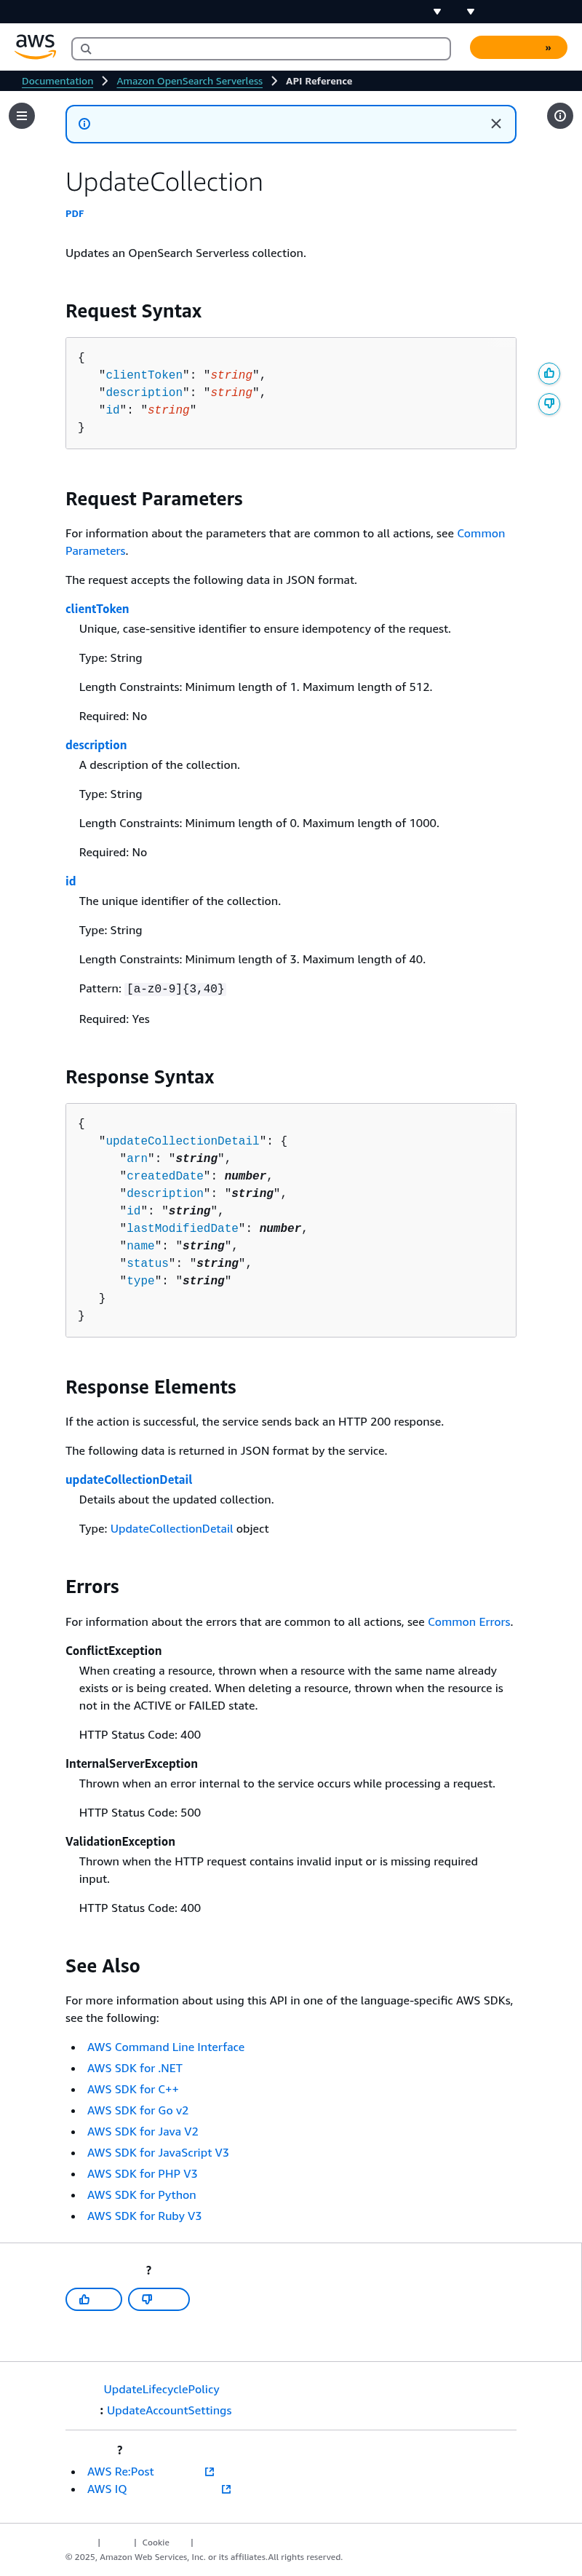 aws
»
Documentation
Amazon OpenSearch Serverless
API Reference
UpdateCollection
PDF
Updates an OpenSearch Serverless collection.
Request Syntax
{
   "clientToken": "string",
   "description": "string",
   "id": "string"
}
Request Parameters
For information about the parameters that are common to all actions, see Common
Parameters.
The request accepts the following data in JSON format.
clientToken
Unique, case-sensitive identifier to ensure idempotency of the request.
Type: String
Length Constraints: Minimum length of 1. Maximum length of 512.
Required: No
description
A description of the collection.
Type: String
Length Constraints: Minimum length of 0. Maximum length of 1000.
Required: No
id
The unique identifier of the collection.
Type: String
Length Constraints: Minimum length of 3. Maximum length of 40.
Pattern: [a-z0-9]{3,40}
Required: Yes
Response Syntax
{
   "updateCollectionDetail": {
      "arn": "string",
      "createdDate": number,
      "description": "string",
      "id": "string",
      "lastModifiedDate": number,
      "name": "string",
      "status": "string",
      "type": "string"
   }
}
Response Elements
If the action is successful, the service sends back an HTTP 200 response.
The following data is returned in JSON format by the service.
updateCollectionDetail
Details about the updated collection.
Type: UpdateCollectionDetail object
Errors
For information about the errors that are common to all actions, see Common Errors.
ConflictException
When creating a resource, thrown when a resource with the same name already
exists or is being created. When deleting a resource, thrown when the resource is
not in the ACTIVE or FAILED state.
HTTP Status Code: 400
InternalServerException
Thrown when an error internal to the service occurs while processing a request.
HTTP Status Code: 500
ValidationException
Thrown when the HTTP request contains invalid input or is missing required
input.
HTTP Status Code: 400
See Also
For more information about using this API in one of the language-specific AWS SDKs,
see the following:
• AWS Command Line Interface
• AWS SDK for .NET
• AWS SDK for C++
• AWS SDK for Go v2
• AWS SDK for Java V2
• AWS SDK for JavaScript V3
• AWS SDK for PHP V3
• AWS SDK for Python
• AWS SDK for Ruby V3
?
UpdateLifecyclePolicy
: UpdateAccountSettings
?
• AWS Re:Post
• AWS IQ
| | Cookie |
© 2025, Amazon Web Services, Inc. or its affiliates.All rights reserved.